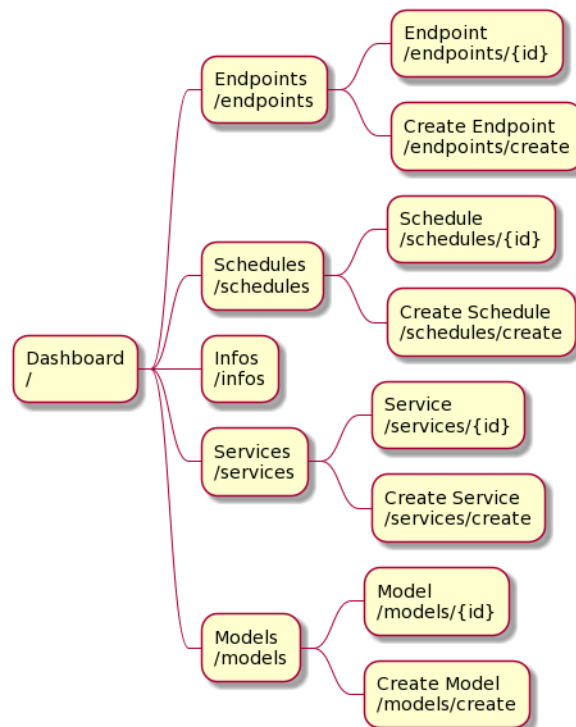 Dashboard
/
Endpoints
/endpoints
Endpoint
/endpoints/{id}
Create Endpoint
/endpoints/create
Schedules
/schedules
Schedule
/schedules/{id}
Create Schedule
/schedules/create
Infos
/infos
Services
/services
Service
/services/{id}
Create Service
/services/create
Models
/models
Model
/models/{id}
Create Model
/models/create